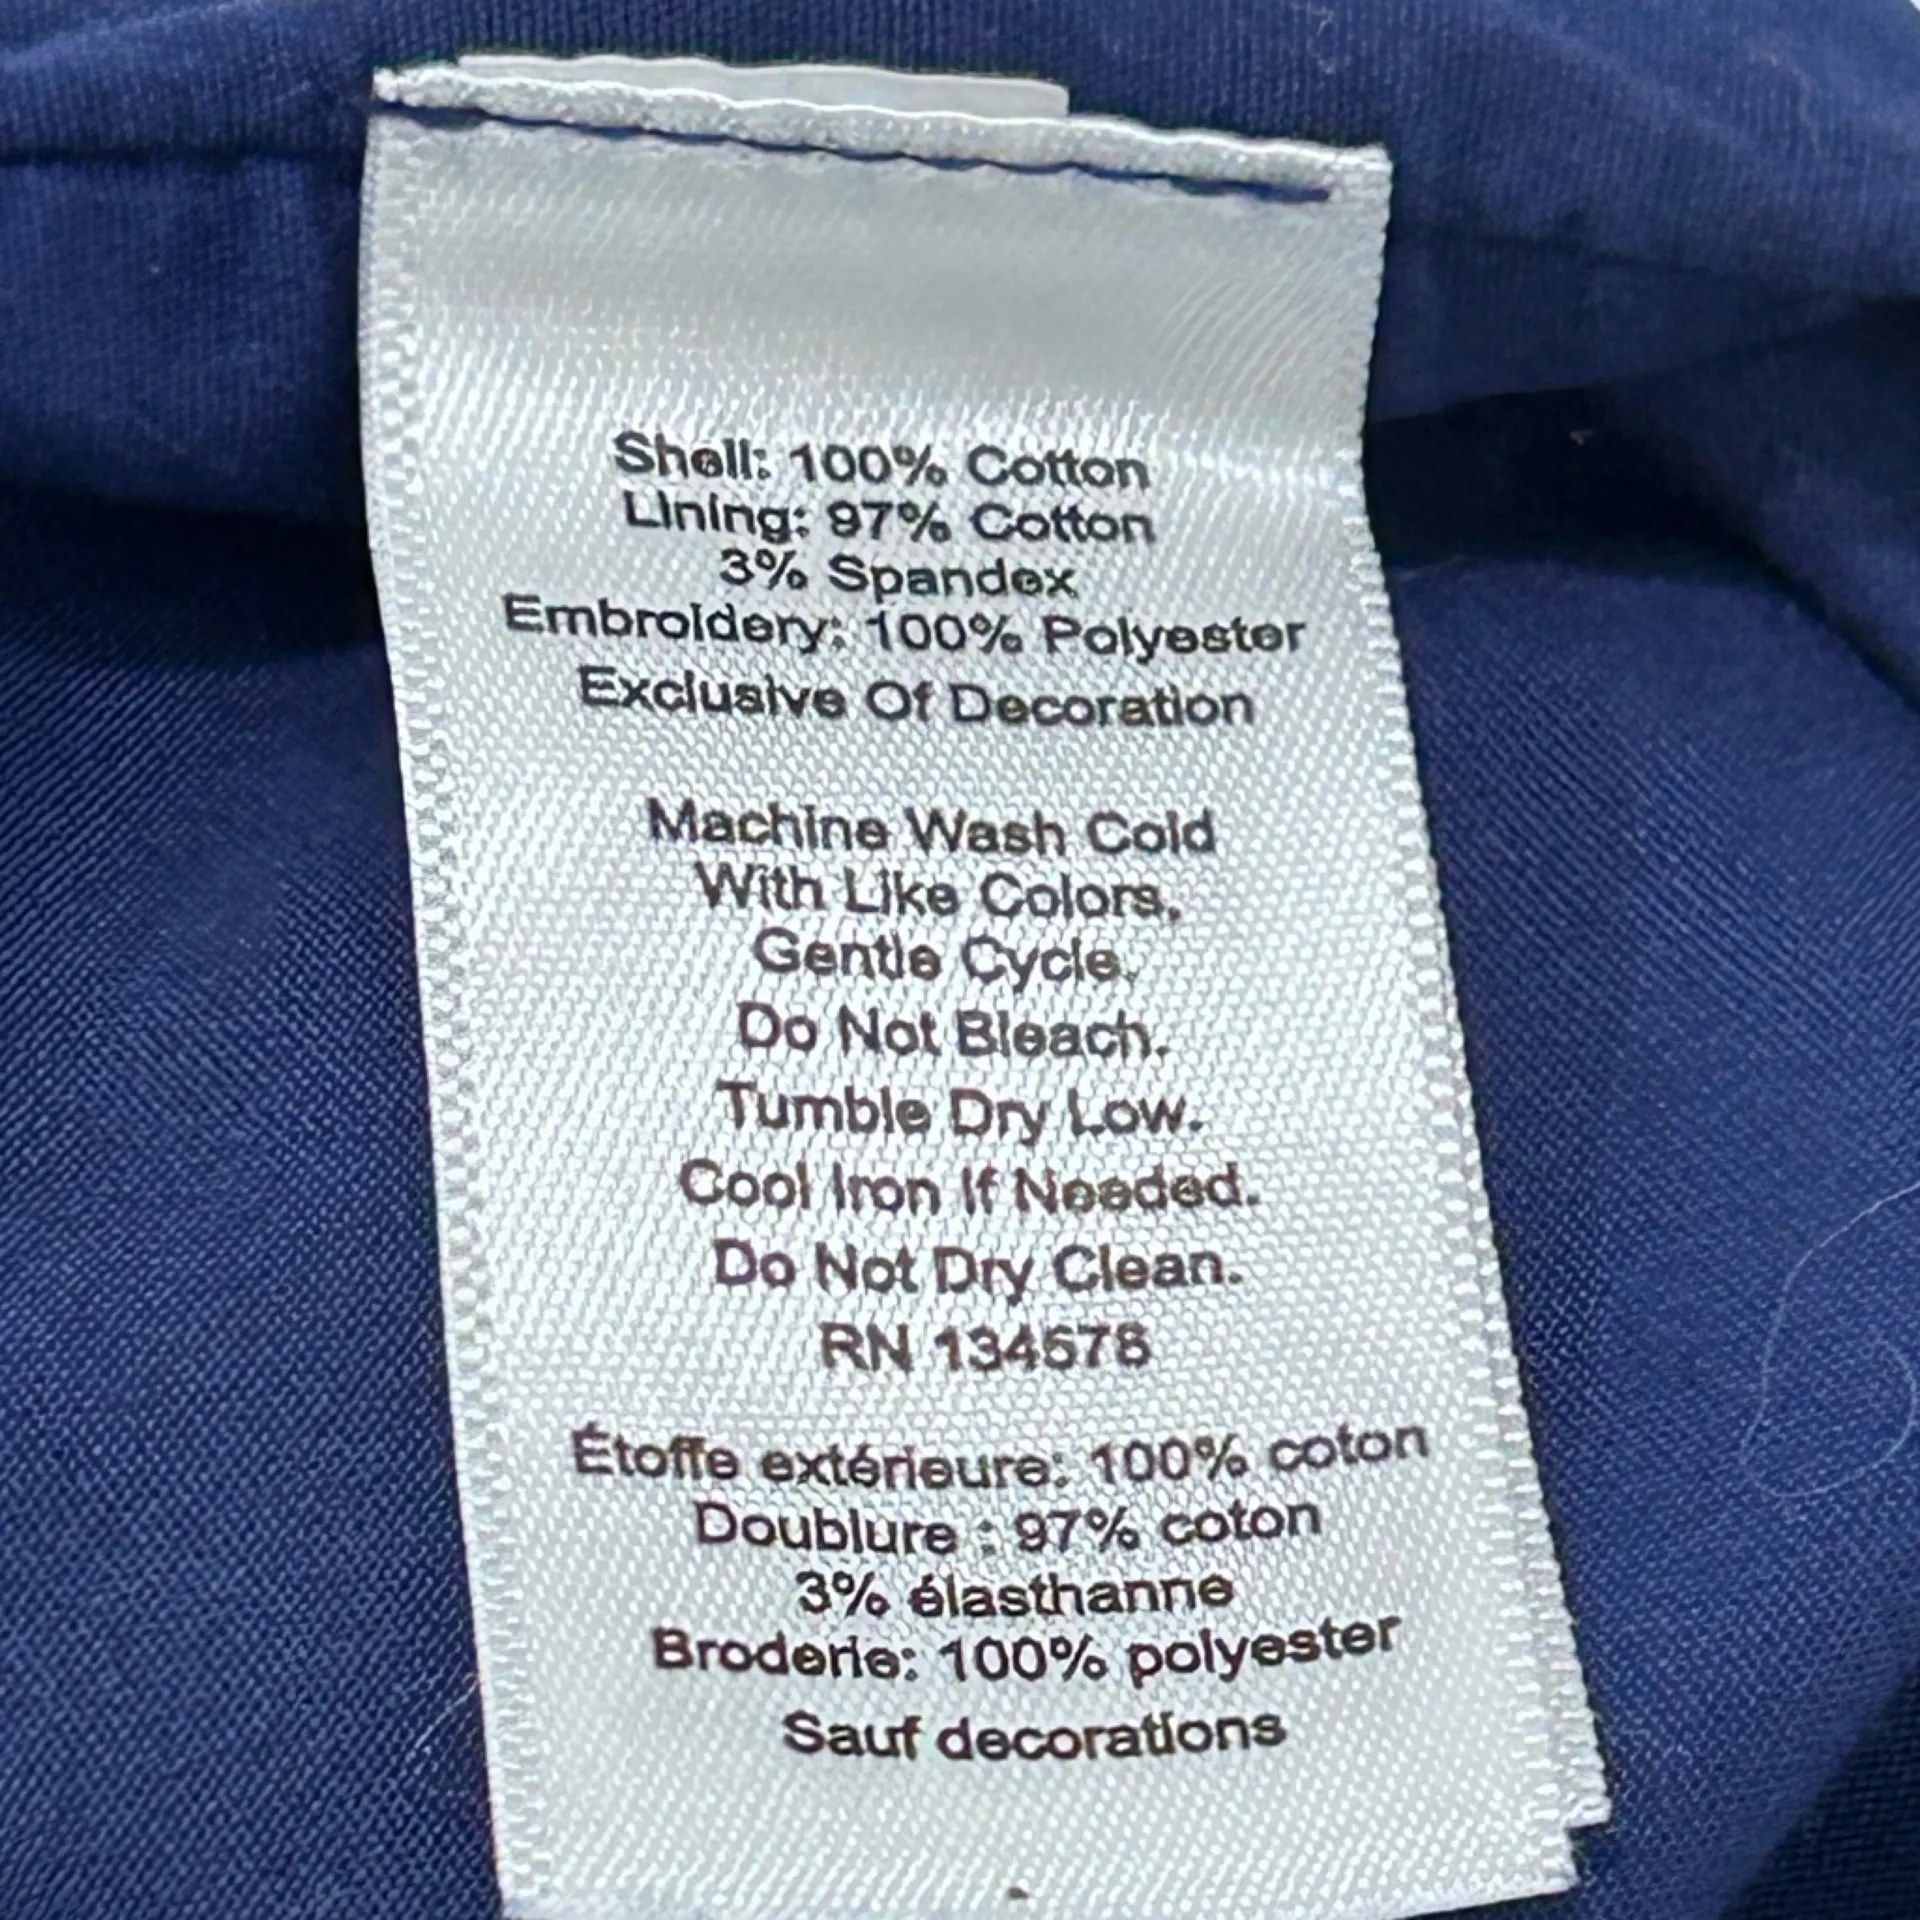 Shell: 100% Cotton
Lining: 97% Cotton
3% Spandex
Embroidery: 100% Polyester
Exclusive Of Decoration
Machine Wash Cold
With Like Colors,
Gentle Cycle.
Do Not Bleach.
Tumble Dry Low.
Cool Iron If Needed.
Do Not Dry Clean.
RN 134578
Étoffe extérieure: 100% coton
Doublure : 97% coton
3% élasthanne
Broderie: 100% polyester
Sauf decorations